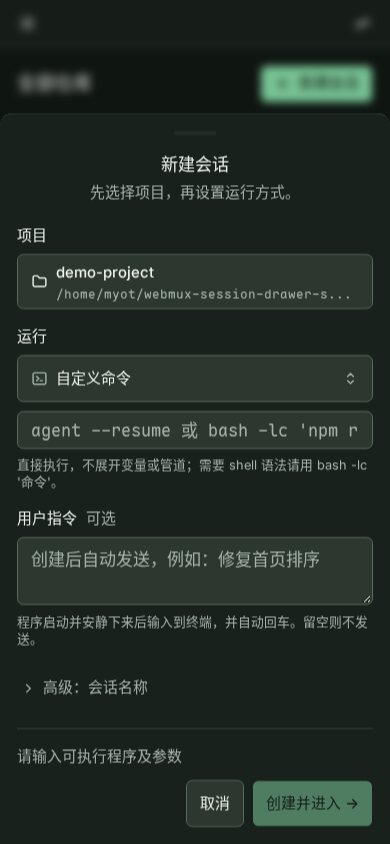 新建会话
先选择项目，再设置运行方式。
项目
demo-project
/home/myot/webmux-session-drawer-s...
运行
自定义命令
agent --resume 或 bash -lc 'npm r
直接执行，不展开变量或管道；需要 shell 语法请用 bash -lc
'命令'。
用户指令 可选
创建后自动发送，例如：修复首页排序
程序启动并安静下来后输入到终端，并自动回车。留空则不发
送。
高级：会话名称
请输入可执行程序及参数
取消
创建并进入 →